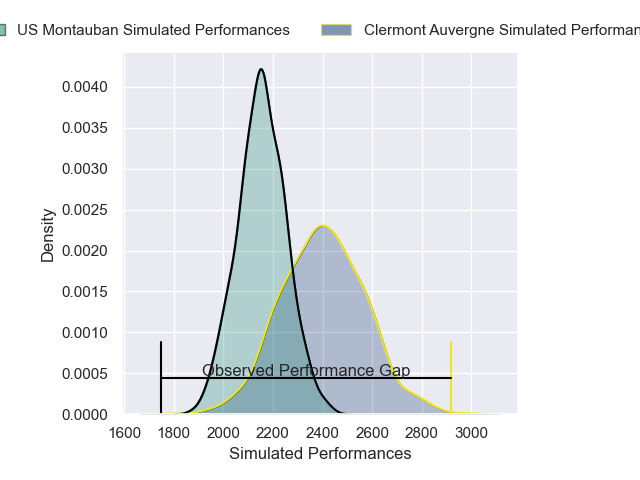 US Montauban Simulated Performances
Clermont Auvergne Simulated
0.0040
0.0035
0.0030
0.0025
0.0020
0.0015
0.0010
0.0005
0.0000
Density
Observed Performance Gap
1600 1800 2000 2200 2400 2600 2800 3000
Simulated Performances